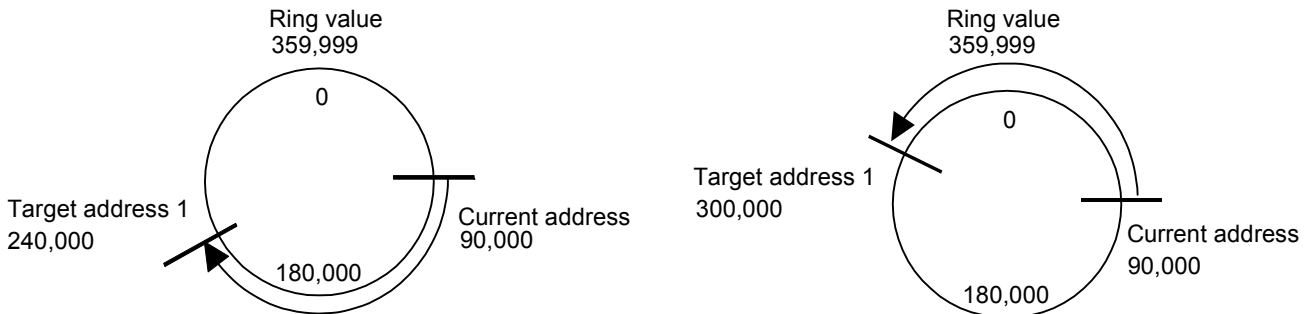 Ring value
359,999
0
Target address 1
240,000
Current address
90,000
180,000
Ring value
359,999
0
Target address 1
300,000
Current address
90,000
180,000